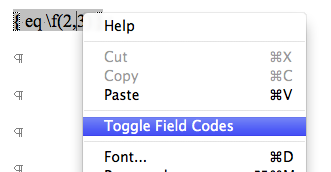 { eq \f(2,3
Help
Cut ⌘X
Copy ⌘C
Paste ⌘V
Toggle Field Codes
Font... ⌘D